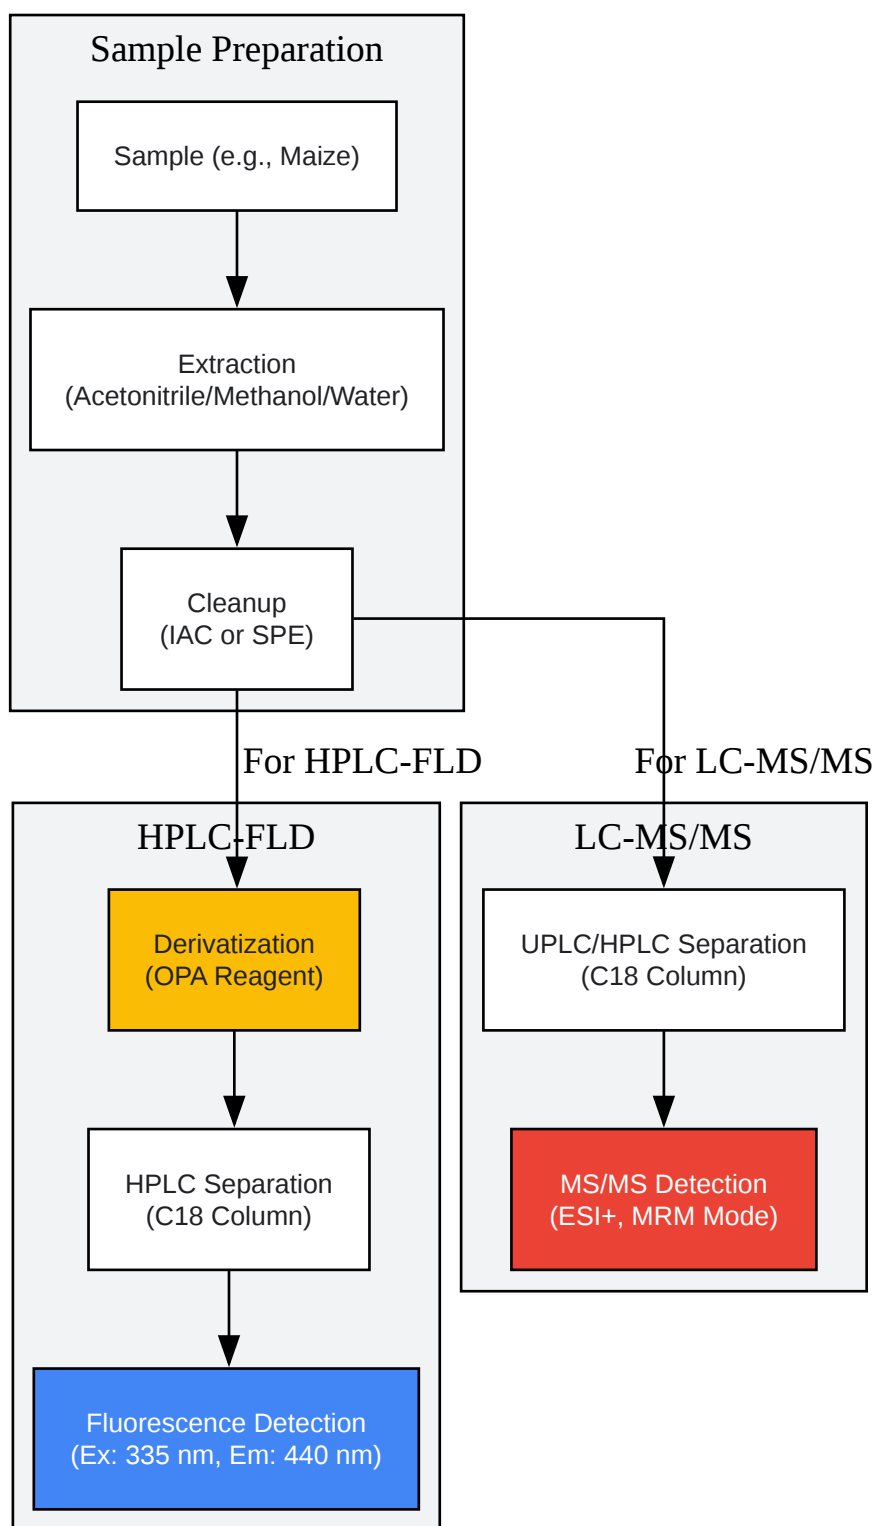 Sample Preparation
Sample (e.g., Maize)
Extraction
(Acetonitrile/Methanol/Water)
Cleanup
(IAC or SPE)
For HPLC-FLD
For LC-MS/MS
HPLC-FLD
Derivatization
(OPA Reagent)
HPLC Separation
(C18 Column)
Fluorescence Detection
(Ex: 335 nm, Em: 440 nm)
LC-MS/MS
UPLC/HPLC Separation
(C18 Column)
MS/MS Detection
(ESI+, MRM Mode)